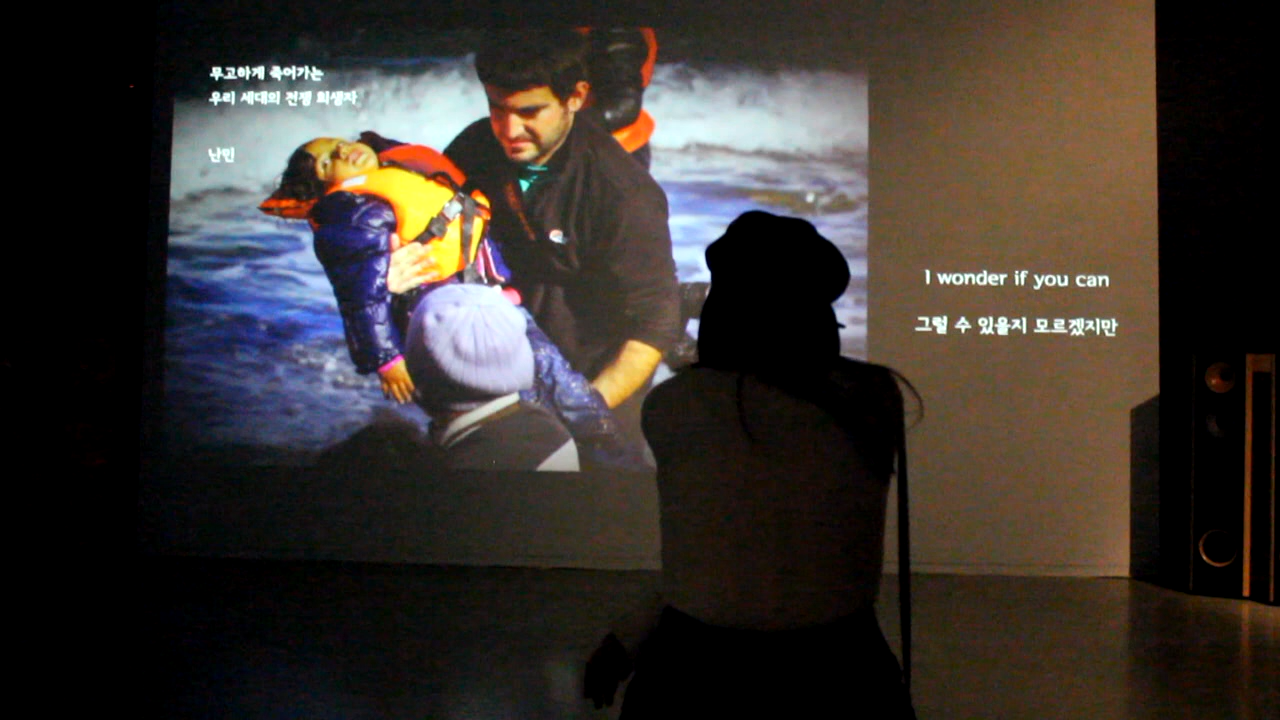 무고하게 죽어가는
우리 세대의 전쟁 희생자
난민
I wonder if you can
그럴 수 있을지 모르겠지만